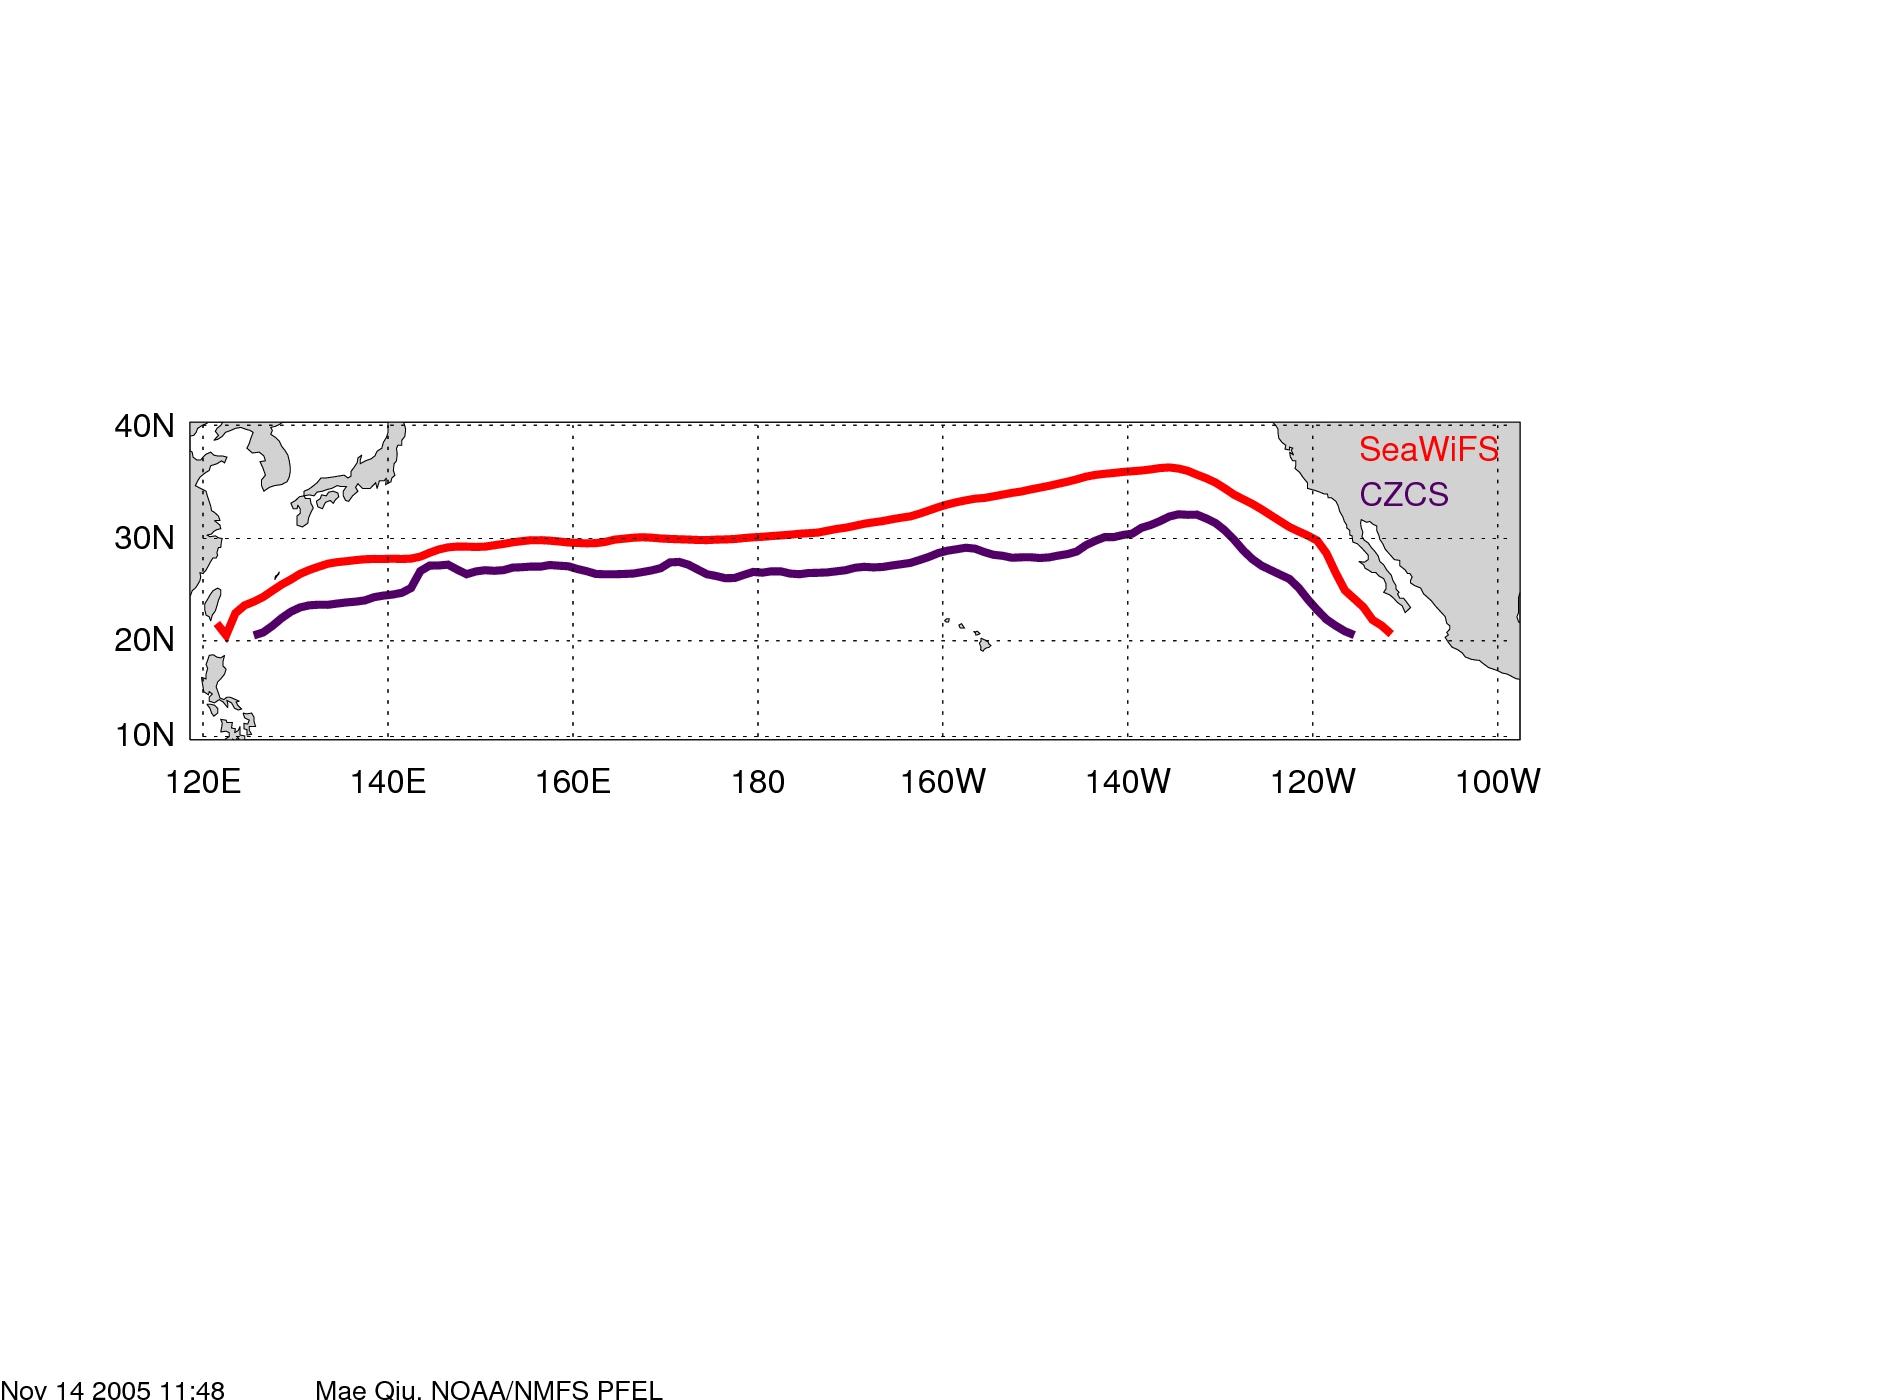 40N
SeaWiFS
CZCS
30N
20N
10N
120E 140E 160E 180 160W 140W 120W 100W
Nov 14 2005 11:48 Mae Qiu, NOAA/NMFS PFEL